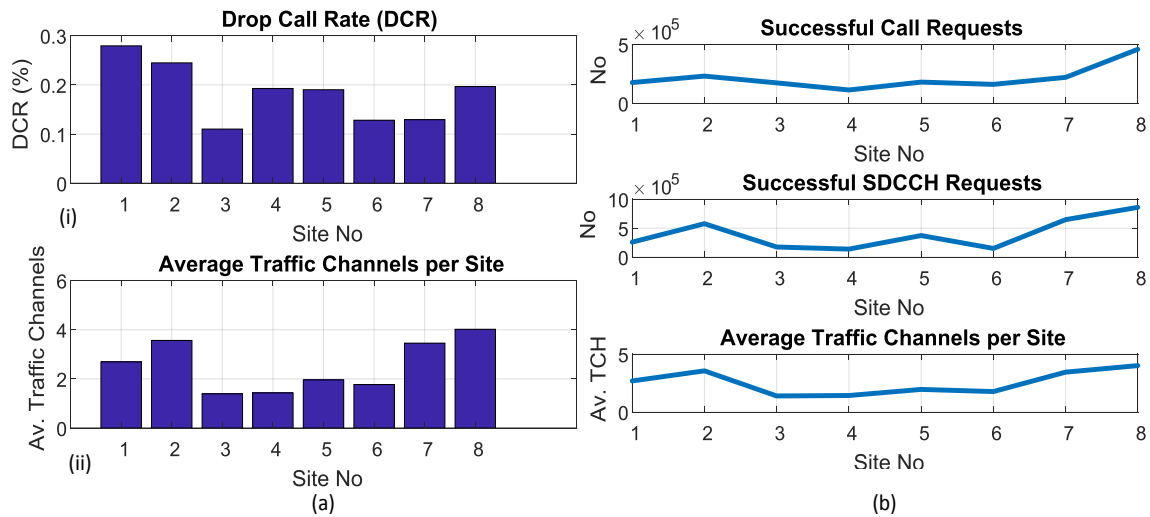 Drop Call Rate (DCR)
DCR (%)
0.3
0.2
0.1
0
1 2 3 4 5 6 7 8
(i)
Site No
Average Traffic Channels per Site
Av. Traffic Channels
6
4
2
0
1 2 3 4 5 6 7 8
(ii)
Site No
(a)
× 10^5
Successful Call Requests
No
5
0
1 2 3 4 5 6 7 8
Site No
× 10^5
Successful SDCCH Requests
No
10
5
0
1 2 3 4 5 6 7 8
Site No
Average Traffic Channels per Site
Av. TCH
5
0
1 2 3 4 5 6 7 8
Site No
(b)